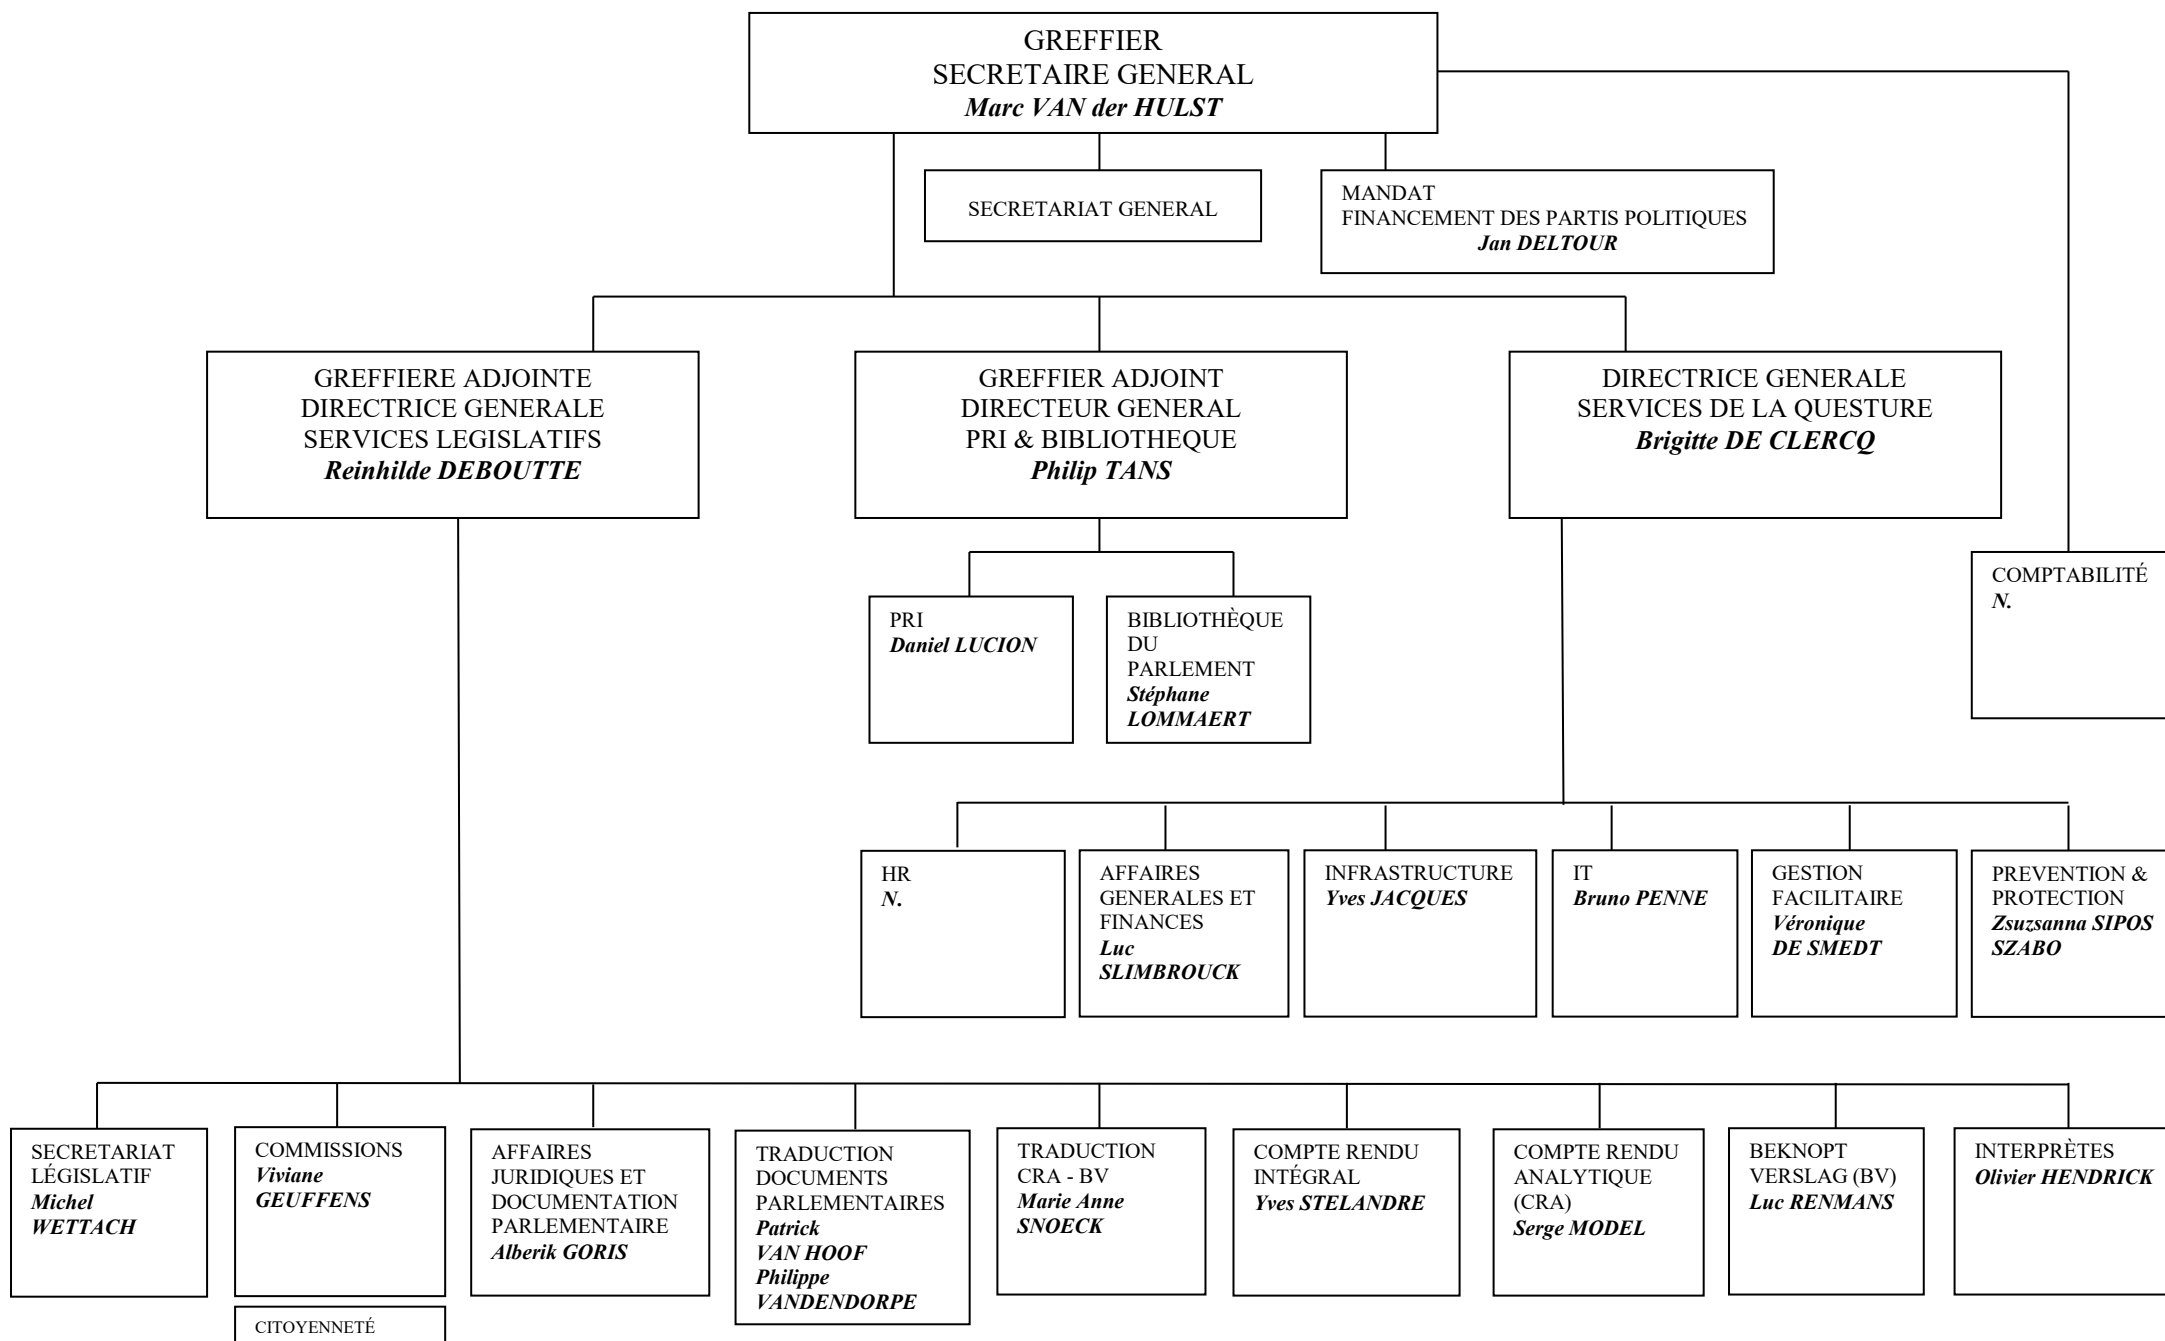 GREFFIER
SECRETAIRE GENERAL
Marc VAN der HULST
SECRETARIAT GENERAL
MANDAT
FINANCEMENT DES PARTIS POLITIQUES
Jan DELTOUR
GREFFIERE ADJOINTE
DIRECTRICE GENERALE
SERVICES LEGISLATIFS
Reinhilde DEBOUTTE
GREFFIER ADJOINT
DIRECTEUR GENERAL
PRI & BIBLIOTHEQUE
Philip TANS
DIRECTRICE GENERALE
SERVICES DE LA QUESTURE
Brigitte DE CLERCQ
COMPTABILITÉ
N.
PRI
Daniel LUCION
BIBLIOTHÈQUE
DU
PARLEMENT
Stéphane
LOMMAERT
HR
N.
AFFAIRES
GENERALES ET
FINANCES
Luc
SLIMBROUCK
INFRASTRUCTURE
Yves JACQUES
IT
Bruno PENNE
GESTION
FACILITAIRE
Véronique
DE SMEDT
PREVENTION &
PROTECTION
Zsuzsanna SIPOS
SZABO
SECRETARIAT
LÉGISLATIF
Michel
WETTACH
COMMISSIONS
Viviane
GEUFFENS
AFFAIRES
JURIDIQUES ET
DOCUMENTATION
PARLEMENTAIRE
Alberik GORIS
TRADUCTION
DOCUMENTS
PARLEMENTAIRES
Patrick
VAN HOOF
Philippe
VANDENDORPE
TRADUCTION
CRA - BV
Marie Anne
SNOECK
COMPTE RENDU
INTÉGRAL
Yves STELANDRE
COMPTE RENDU
ANALYTIQUE
(CRA)
Serge MODEL
BEKNOPT
VERSLAG (BV)
Luc RENMANS
INTERPRÈTES
Olivier HENDRICK
CITOYENNETÉ